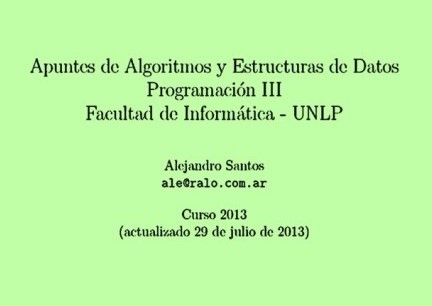 Apuntes de Algoritmos y Estructuras de Datos
Programación III
Facultad de Informática - UNLP
Alejandro Santos
ale@ralo.com.ar
Curso 2013
(actualizado 29 de julio de 2013)